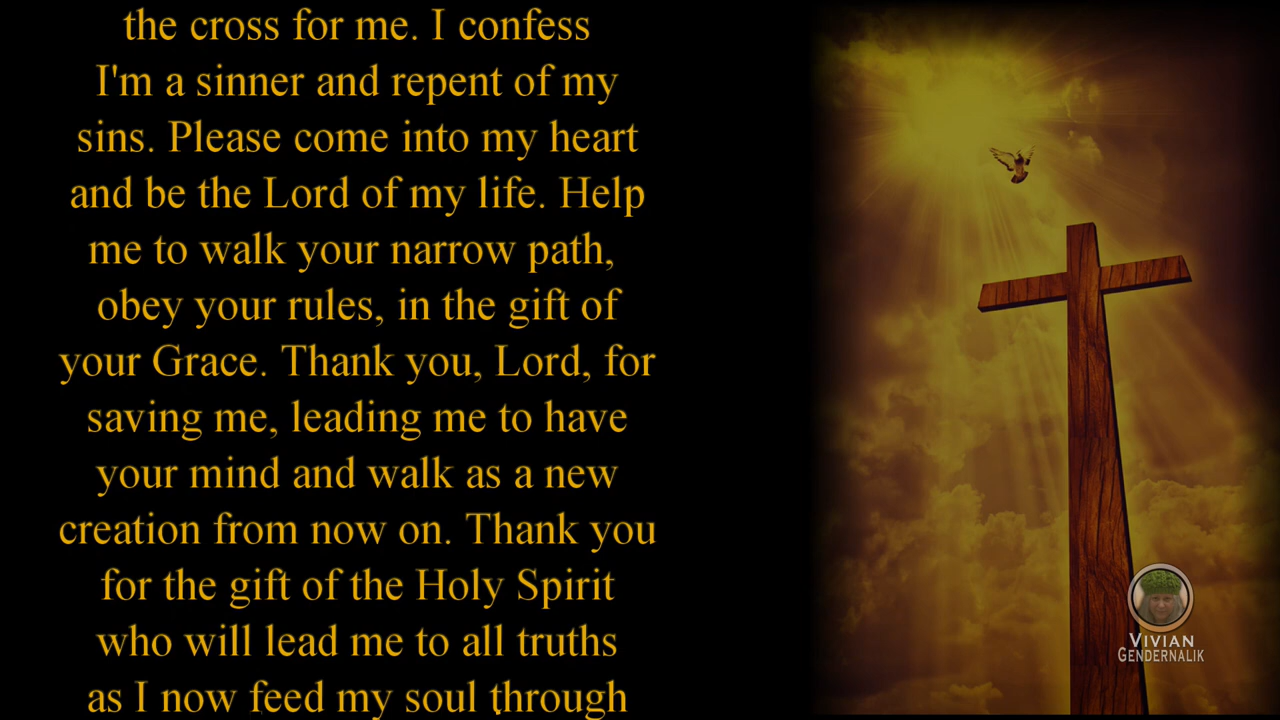 the cross for me. I confess
I'm a sinner and repent of my
sins. Please come into my heart
and be the Lord of my life. Help
me to walk your narrow path,
obey your rules, in the gift of
your Grace. Thank you, Lord, for
saving me, leading me to have
your mind and walk as a new
creation from now on. Thank you
for the gift of the Holy Spirit
who will lead me to all truths
as I now feed my soul through
VIVIAN
GENDERNALIK